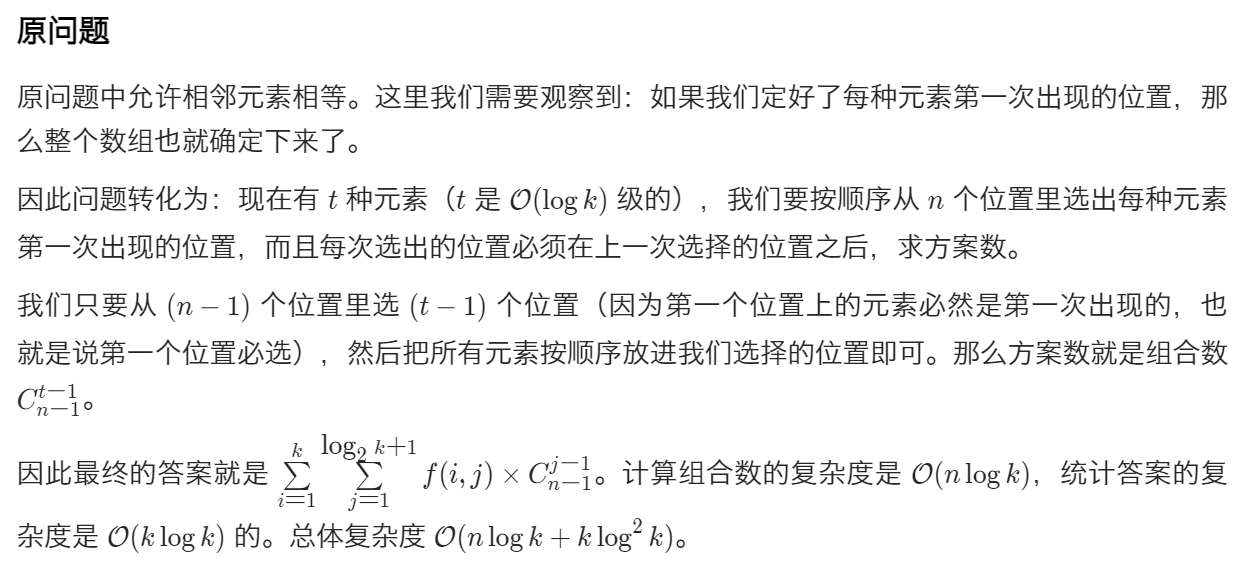 原问题
原问题中允许相邻元素相等。这里我们需要观察到：如果我们定好了每种元素第一次出现的位置，那
么整个数组也就确定下来了。
因此问题转化为：现在有 t 种元素（t 是 𝒪(log k) 级的），我们要按顺序从 n 个位置里选出每种元素
第一次出现的位置，而且每次选出的位置必须在上一次选择的位置之后，求方案数。
我们只要从 (n − 1) 个位置里选 (t − 1) 个位置（因为第一个位置上的元素必然是第一次出现的，也
就是说第一个位置必选），然后把所有元素按顺序放进我们选择的位置即可。那么方案数就是组合数
$C_{n-1}^{t-1}$。
因此最终的答案就是 $\sum_{i=1}^{k} \sum_{j=1}^{\log_2 k+1} f(i,j) \times C_{n-1}^{j-1}$。计算组合数的复杂度是 𝒪(n log k)，统计答案的复
杂度是 𝒪(k log k) 的。总体复杂度 $\mathcal{O}(n \log k + k \log^2 k)$。